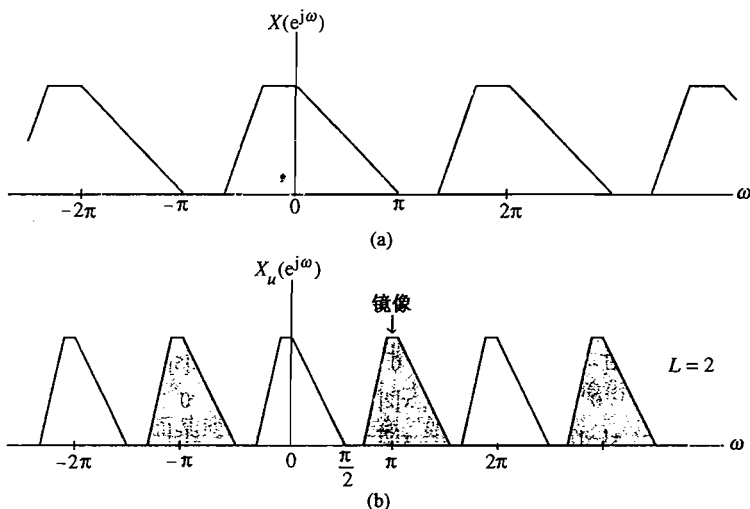 X(e^{jω})
−2π −π 0 π 2π ω
(a)
X_u(e^{jω})
镜像
L = 2
−2π −π 0 π/2 π 2π ω
(b)